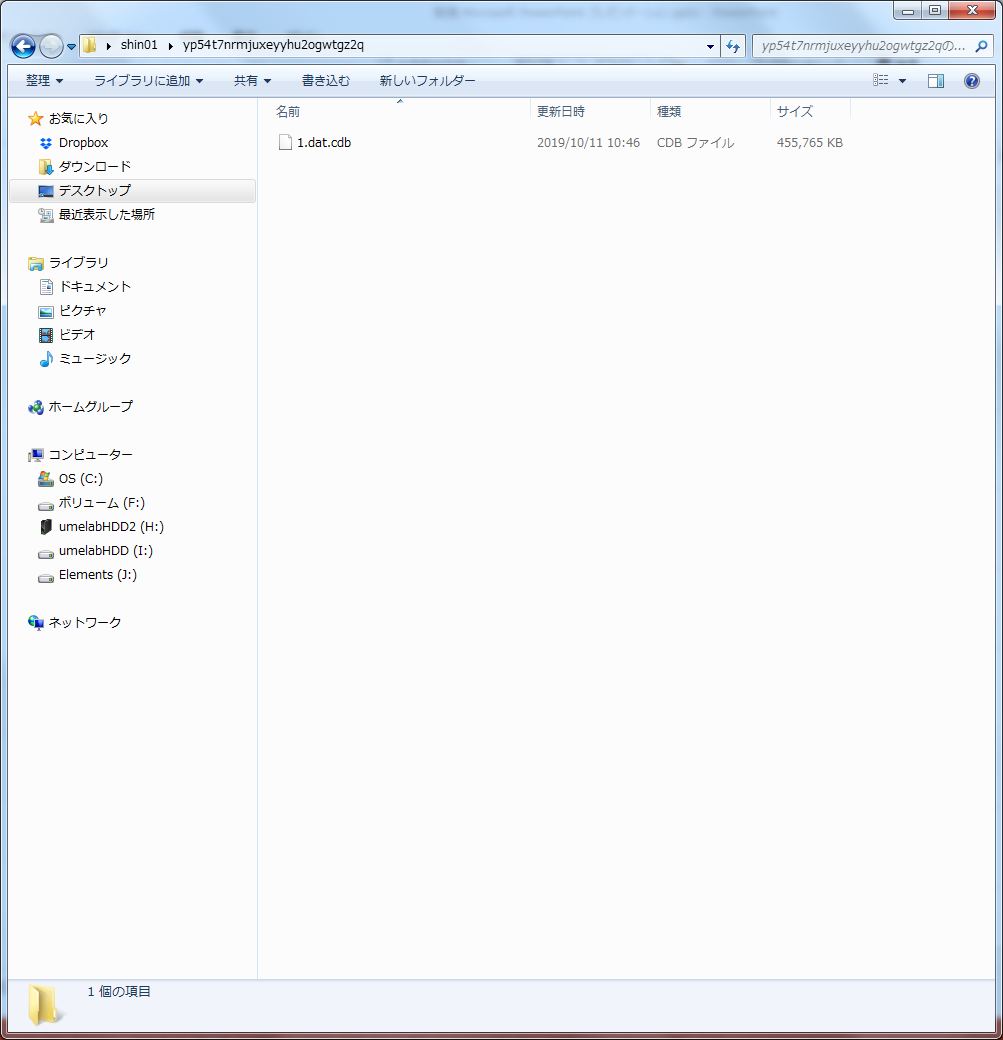 shin01 yp54t7nrmjuxeyyhu2ogwtgz2q yp54t7nrmjuxeyyhu2ogwtgz2qの...
整理 ライブラリに追加 共有 書き込む 新しいフォルダー
名前 更新日時 種類 サイズ
1.dat.cdb 2019/10/11 10:46 CDB ファイル 455,765 KB
お気に入り
Dropbox
ダウンロード
デスクトップ
最近表示した場所
ライブラリ
ドキュメント
ピクチャ
ビデオ
ミュージック
ホームグループ
コンピューター
OS (C:)
ボリューム (F:)
umelabHDD2 (H:)
umelabHDD (I:)
Elements (J:)
ネットワーク
1 個の項目